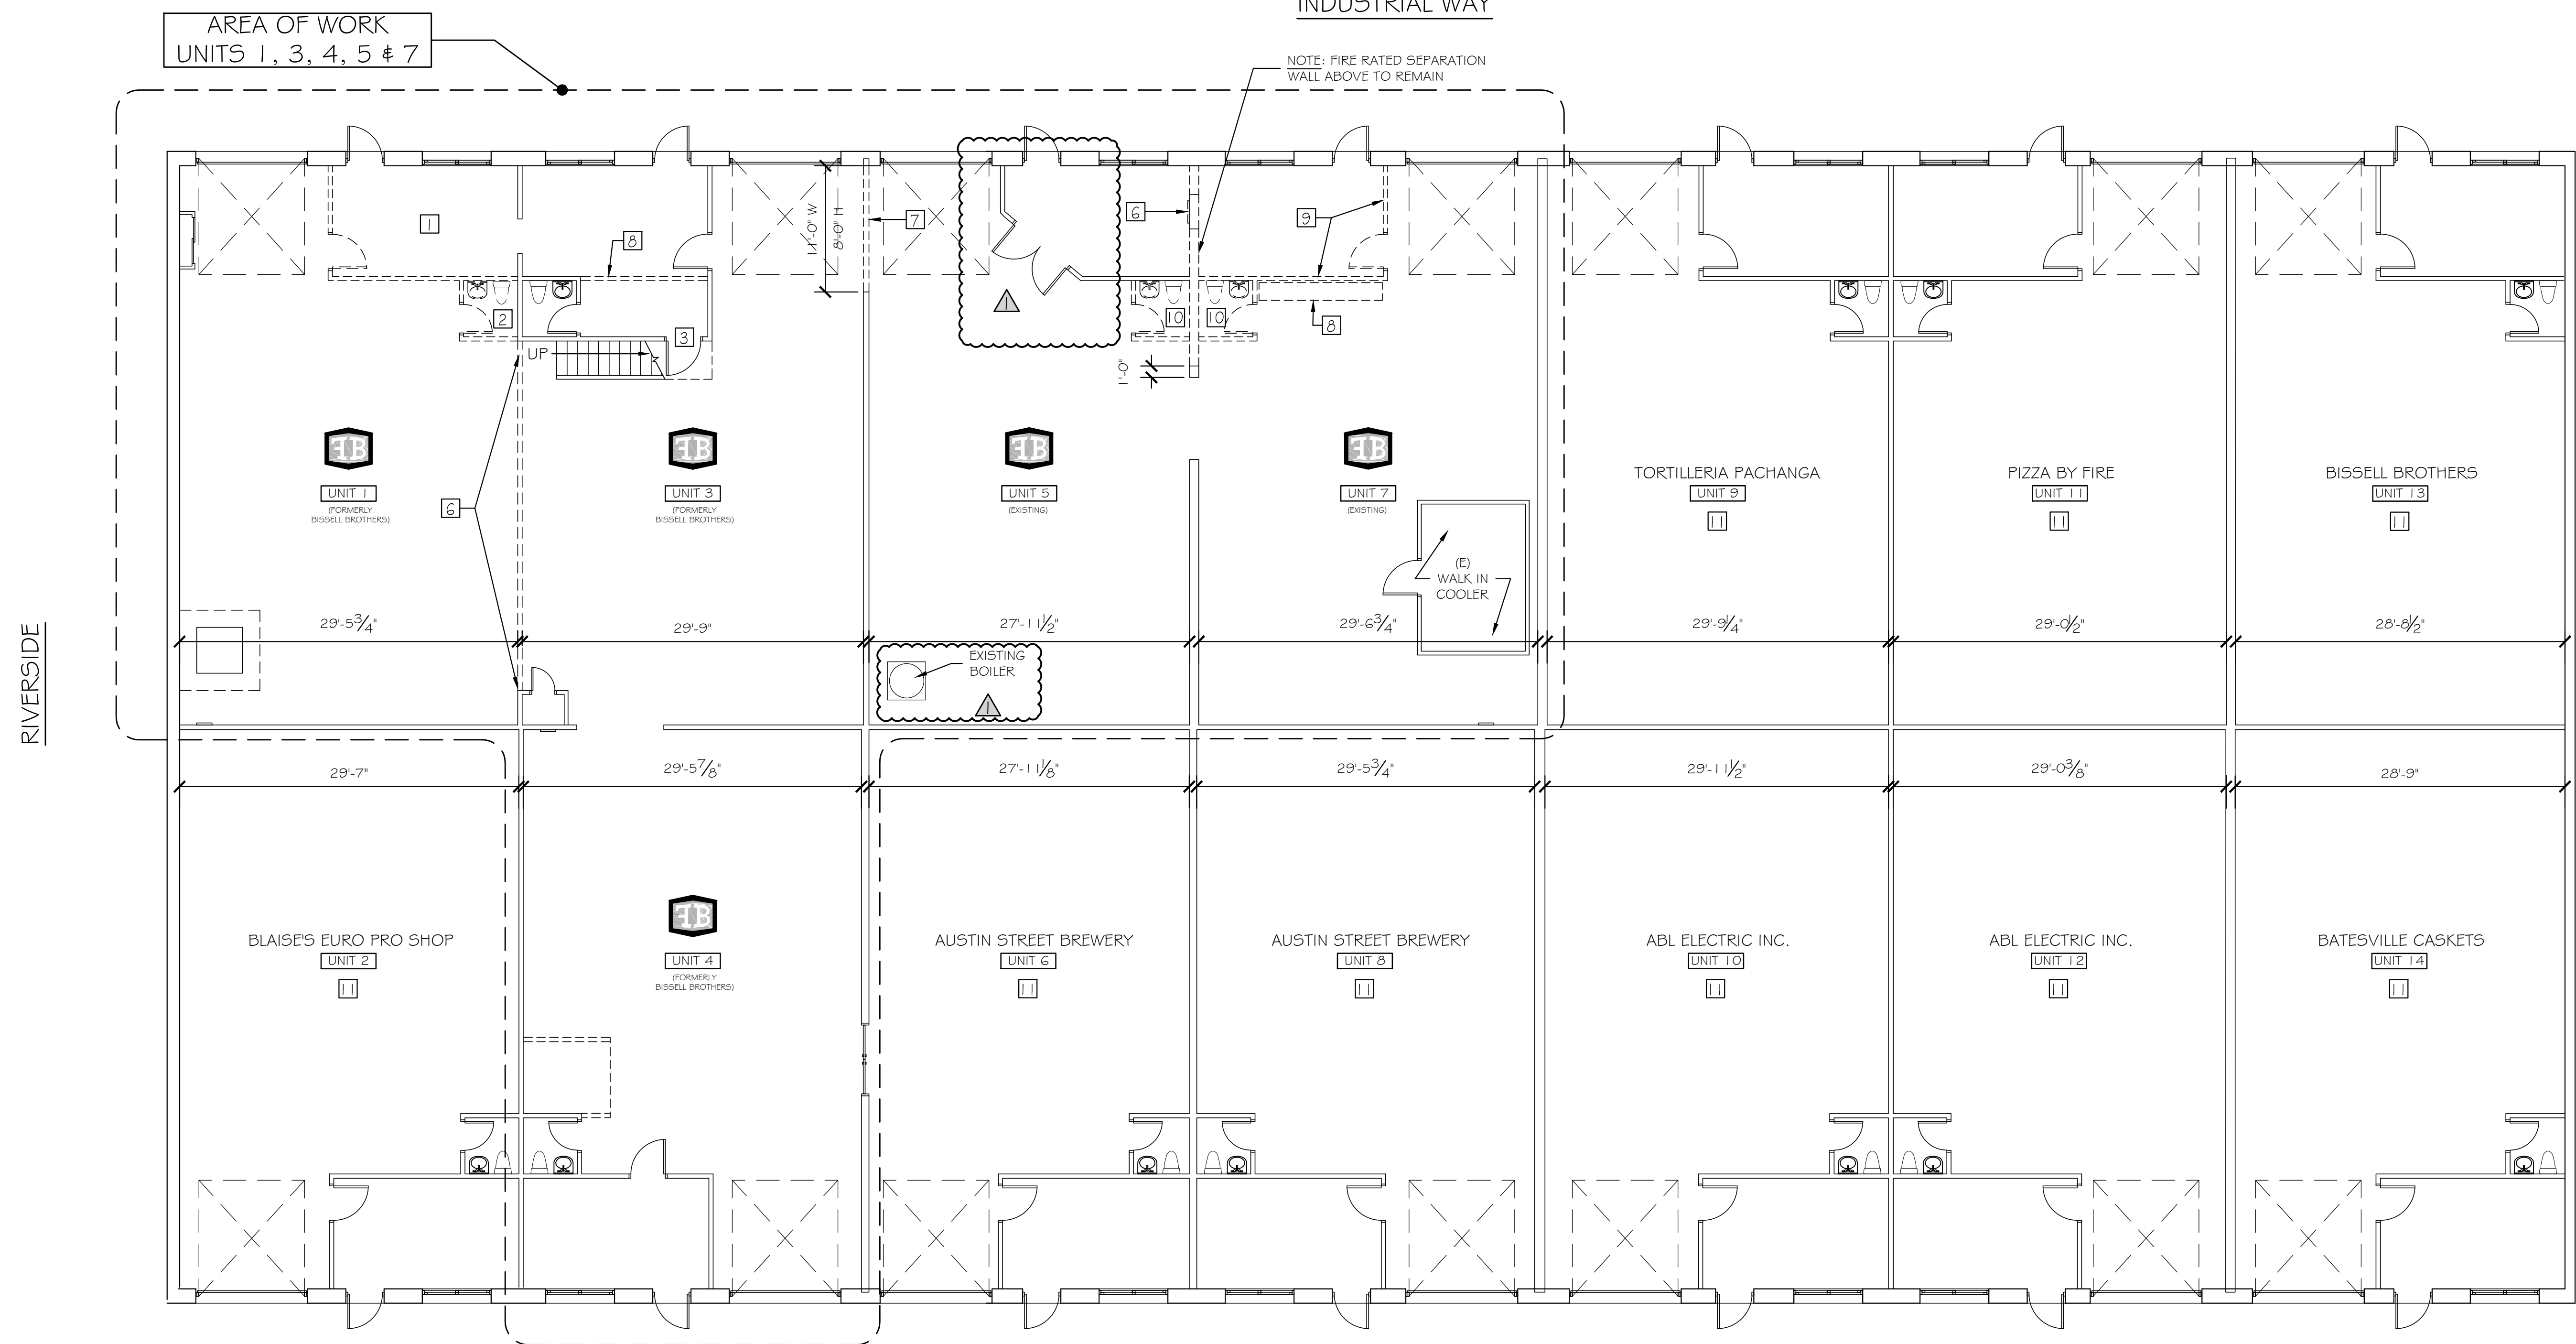 INDUSTRIAL WAY
AREA OF WORK
UNITS 1, 3, 4, 5 & 7
NOTE: FIRE RATED SEPARATION
WALL ABOVE TO REMAIN
1
8
11'-0" W
8'-0" H
7
6
9
2
3
UP
1
10
10
8
1'-0"
FB
UNIT 1
(FORMERLY
BISSELL BROTHERS)
FB
UNIT 3
(FORMERLY
BISSELL BROTHERS)
FB
UNIT 5
(EXISTING)
FB
UNIT 7
(EXISTING)
TORTILLERIA PACHANGA
UNIT 9
11
PIZZA BY FIRE
UNIT 11
11
BISSELL BROTHERS
UNIT 13
11
6
(E)
WALK IN
COOLER
RIVERSIDE
29'-5 3/4"
29'-9"
27'-11 1/2"
29'-6 3/4"
29'-9 1/4"
29'-0 1/2"
28'-8 1/2"
EXISTING
BOILER
1
29'-7"
29'-5 7/8"
27'-11 1/8"
29'-5 3/4"
29'-11 1/2"
29'-0 3/8"
28'-9"
BLAISE'S EURO PRO SHOP
UNIT 2
11
FB
UNIT 4
(FORMERLY
BISSELL BROTHERS)
AUSTIN STREET BREWERY
UNIT 6
11
AUSTIN STREET BREWERY
UNIT 8
11
ABL ELECTRIC INC.
UNIT 10
11
ABL ELECTRIC INC.
UNIT 12
11
BATESVILLE CASKETS
UNIT 14
11